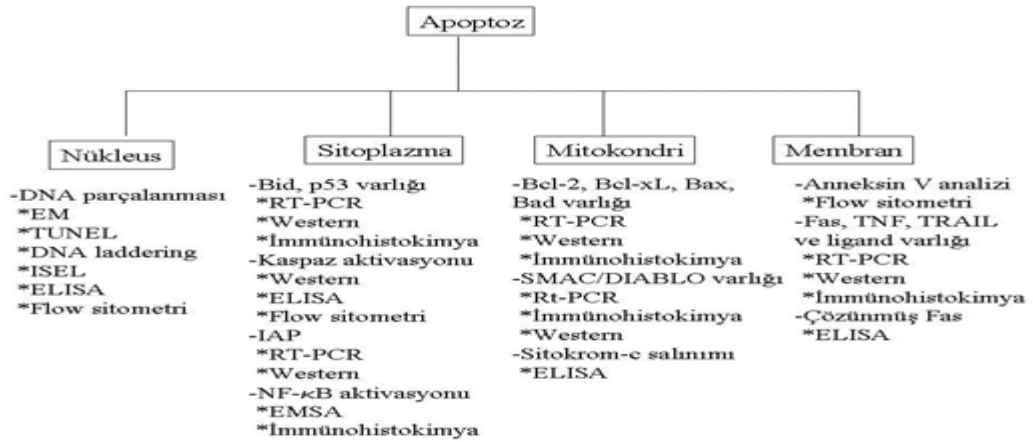 Apoptoz
Nükleus
-DNA parçalanması
*EM
*TUNEL
*DNA laddering
*ISEL
*ELISA
*Flow sitometri
Sitoplazma
-Bid, p53 varlığı
*RT-PCR
*Western
*İmmünohistokimya
-Kaspaz aktivasyonu
*Western
*ELISA
*Flow sitometri
-IAP
*RT-PCR
*Western
-NF-κB aktivasyonu
*EMSA
*İmmünohistokimya
Mitokondri
-Bcl-2, Bcl-xL, Bax,
Bad varlığı
*RT-PCR
*Western
*İmmünohistokimya
-SMAC/DIABLO varlığı
*Rt-PCR
*İmmünohistokimya
*Western
-Sitokrom-c salınımı
*ELISA
Membran
-Anneksin V analizi
*Flow sitometri
-Fas, TNF, TRAIL
ve ligand varlığı
*RT-PCR
*Western
*İmmünohistokimya
-Çözünmüş Fas
*ELISA